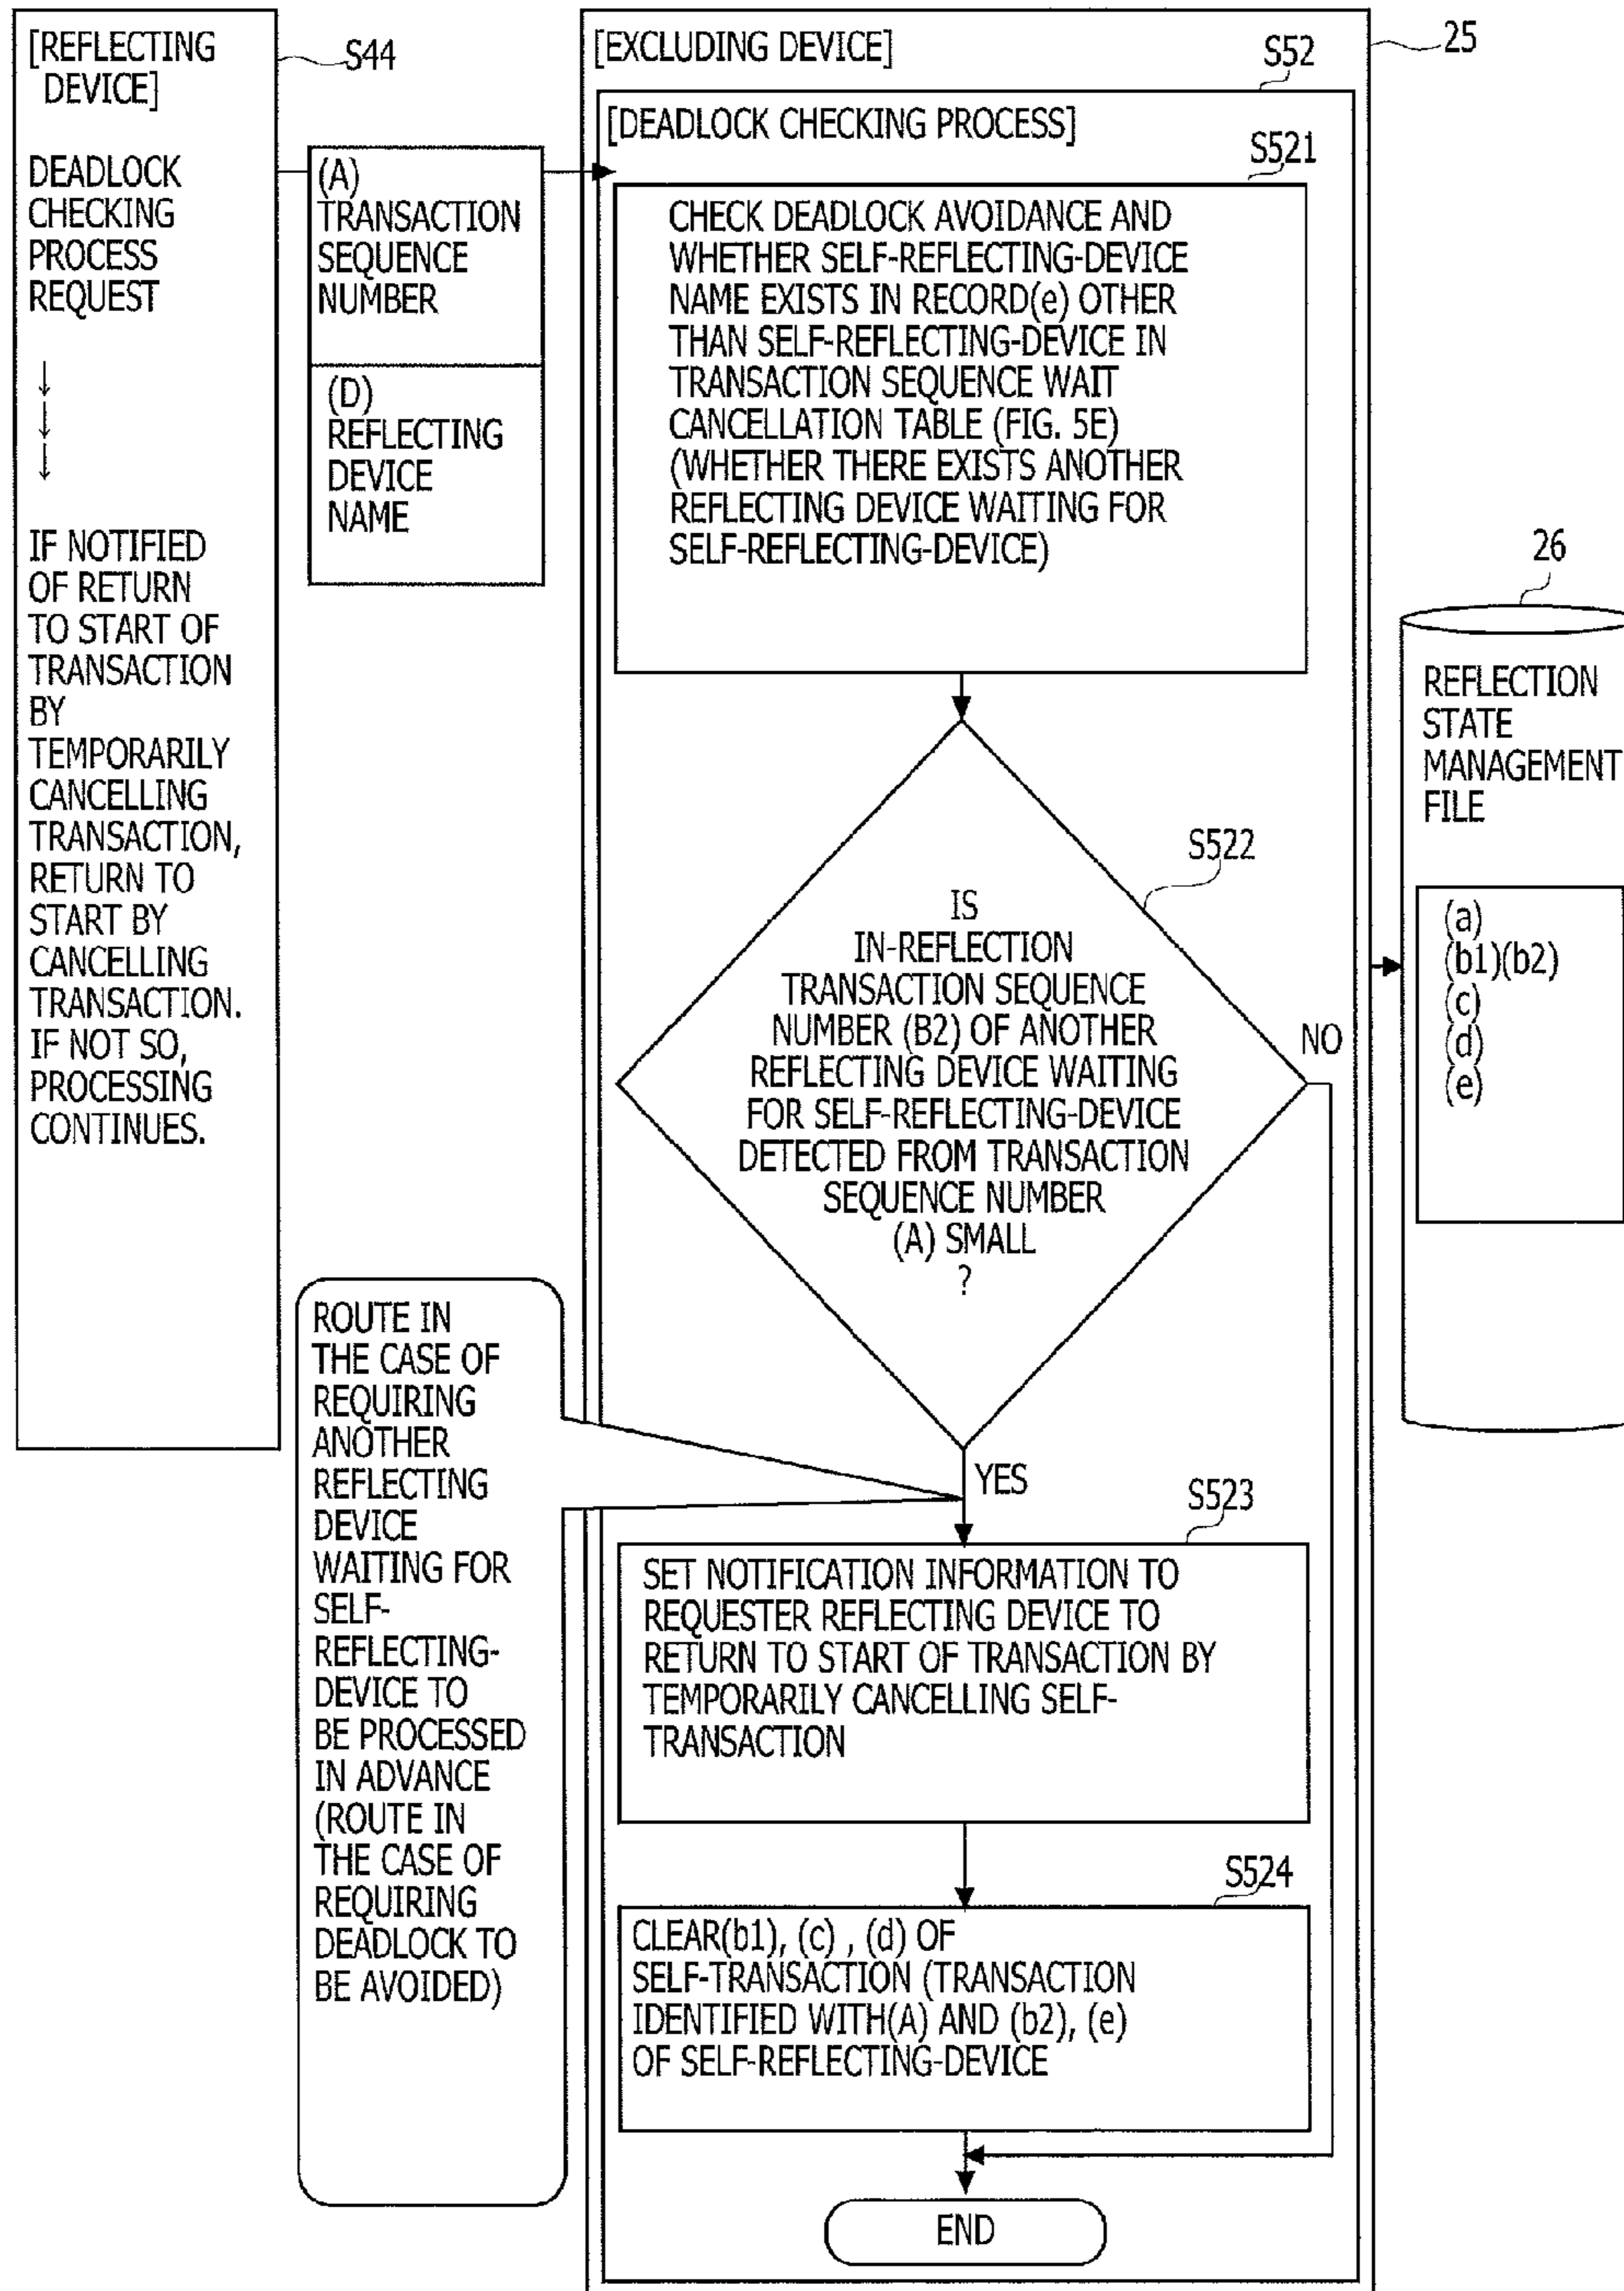 [REFLECTING
DEVICE]
S44
DEADLOCK
CHECKING
PROCESS
REQUEST
↓
↓
↓
IF NOTIFIED
OF RETURN
TO START OF
TRANSACTION
BY
TEMPORARILY
CANCELLING
TRANSACTION,
RETURN TO
START BY
CANCELLING
TRANSACTION.
IF NOT SO,
PROCESSING
CONTINUES.
(A)
TRANSACTION
SEQUENCE
NUMBER
(D)
REFLECTING
DEVICE
NAME
[EXCLUDING DEVICE]
25
S52
[DEADLOCK CHECKING PROCESS]
S521
CHECK DEADLOCK AVOIDANCE AND
WHETHER SELF-REFLECTING-DEVICE
NAME EXISTS IN RECORD(e) OTHER
THAN SELF-REFLECTING-DEVICE IN
TRANSACTION SEQUENCE WAIT
CANCELLATION TABLE (FIG. 5E)
(WHETHER THERE EXISTS ANOTHER
REFLECTING DEVICE WAITING FOR
SELF-REFLECTING-DEVICE)
26
REFLECTION
STATE
MANAGEMENT
FILE
(a)
(b1)(b2)
(c)
(d)
(e)
S522
IS
IN-REFLECTION
TRANSACTION SEQUENCE
NUMBER (B2) OF ANOTHER
REFLECTING DEVICE WAITING
FOR SELF-REFLECTING-DEVICE
DETECTED FROM TRANSACTION
SEQUENCE NUMBER
(A) SMALL
?
NO
YES
ROUTE IN
THE CASE OF
REQUIRING
ANOTHER
REFLECTING
DEVICE
WAITING FOR
SELF-
REFLECTING-
DEVICE TO
BE PROCESSED
IN ADVANCE
(ROUTE IN
THE CASE OF
REQUIRING
DEADLOCK TO
BE AVOIDED)
S523
SET NOTIFICATION INFORMATION TO
REQUESTER REFLECTING DEVICE TO
RETURN TO START OF TRANSACTION BY
TEMPORARILY CANCELLING SELF-
TRANSACTION
S524
CLEAR(b1), (c) , (d) OF
SELF-TRANSACTION (TRANSACTION
IDENTIFIED WITH(A) AND (b2), (e)
OF SELF-REFLECTING-DEVICE
END